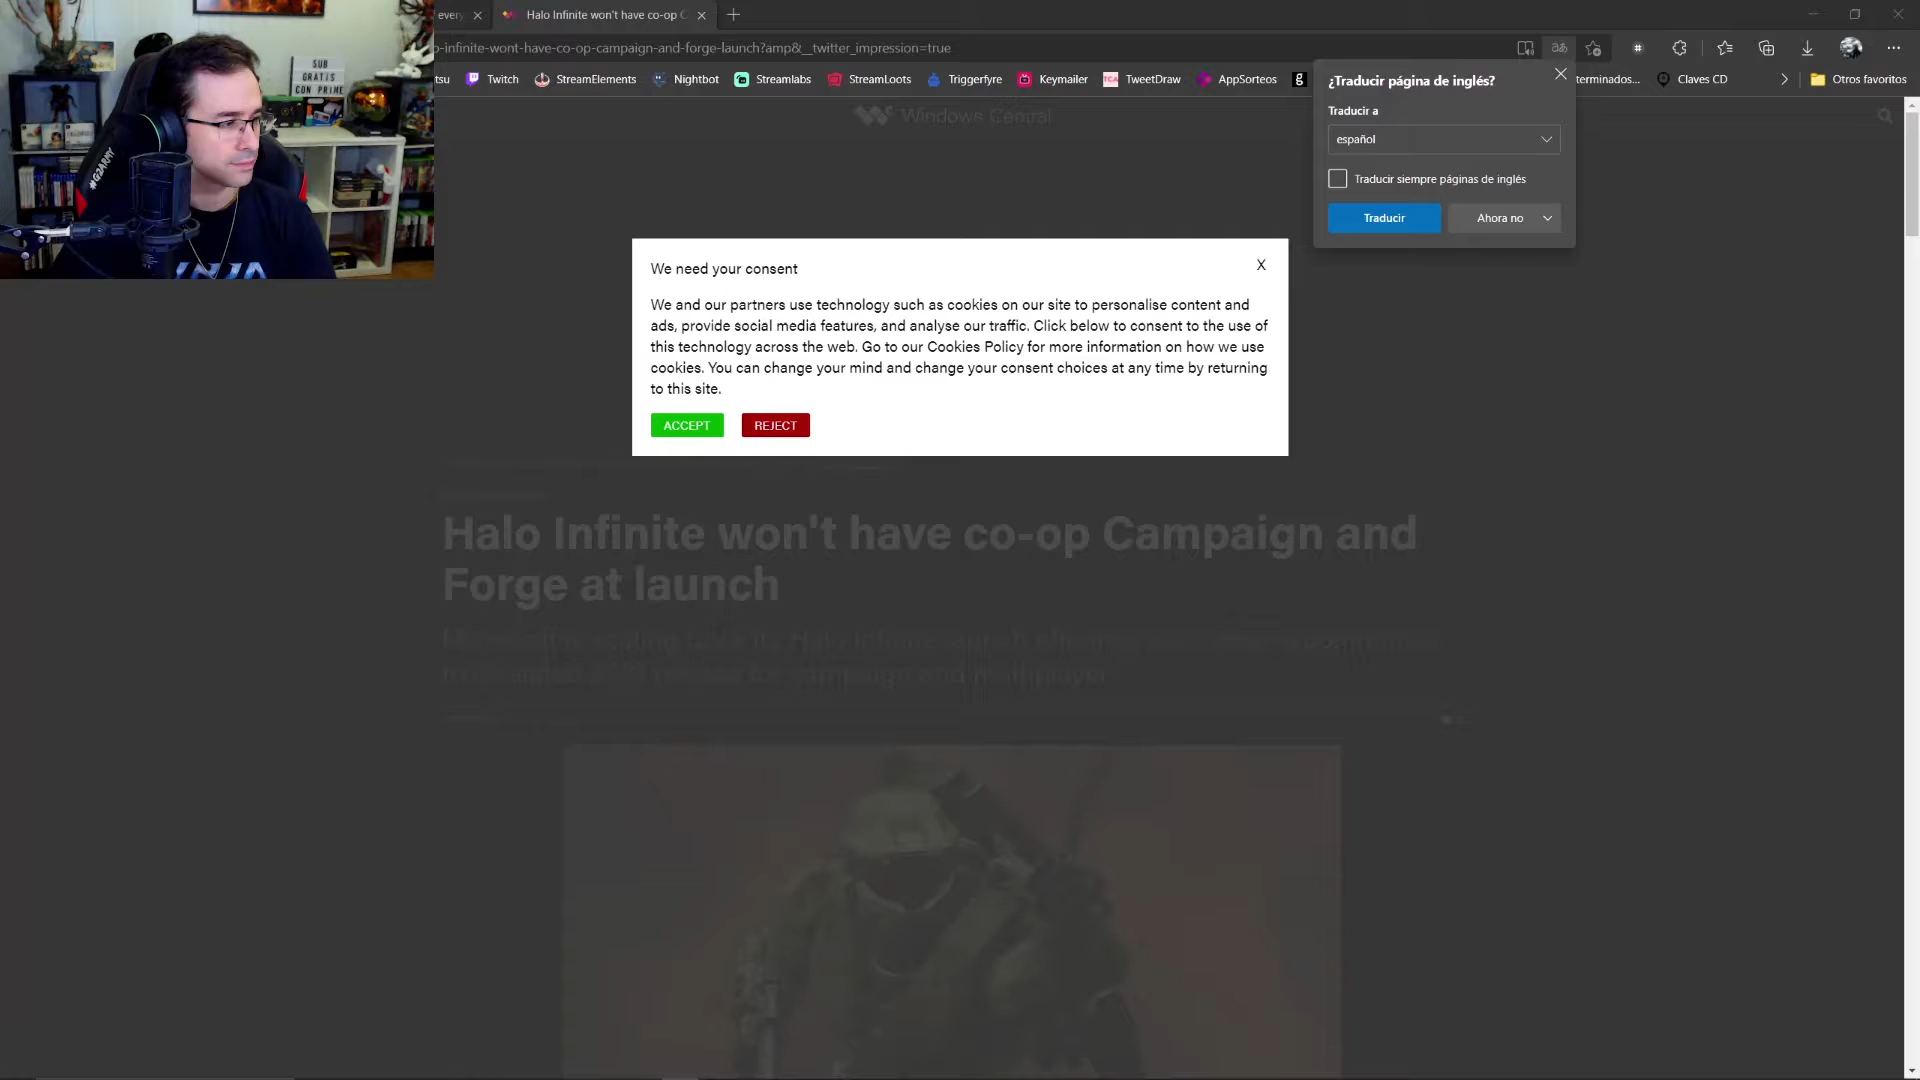 every
Halo Infinite won't have co-op C
o-infinite-wont-have-co-op-campaign-and-forge-launch?amp&__twitter_impression=true
tsu Twitch StreamElements Nightbot Streamlabs StreamLoots Triggerfyre Keymailer TweetDraw AppSorteos terminados... Claves CD Otros favoritos
SUB
GRATIS
CON PRIME
#G2ARMY
NINJA
Windows Central
¿Traducir página de inglés?
Traducir a
español
Traducir siempre páginas de inglés
Traducir Ahora no
We need your consent X
We and our partners use technology such as cookies on our site to personalise content and
ads, provide social media features, and analyse our traffic. Click below to consent to the use of
this technology across the web. Go to our Cookies Policy for more information on how we use
cookies. You can change your mind and change your consent choices at any time by returning
to this site.
ACCEPT REJECT
Halo Infinite won't have co-op Campaign and
Forge at launch